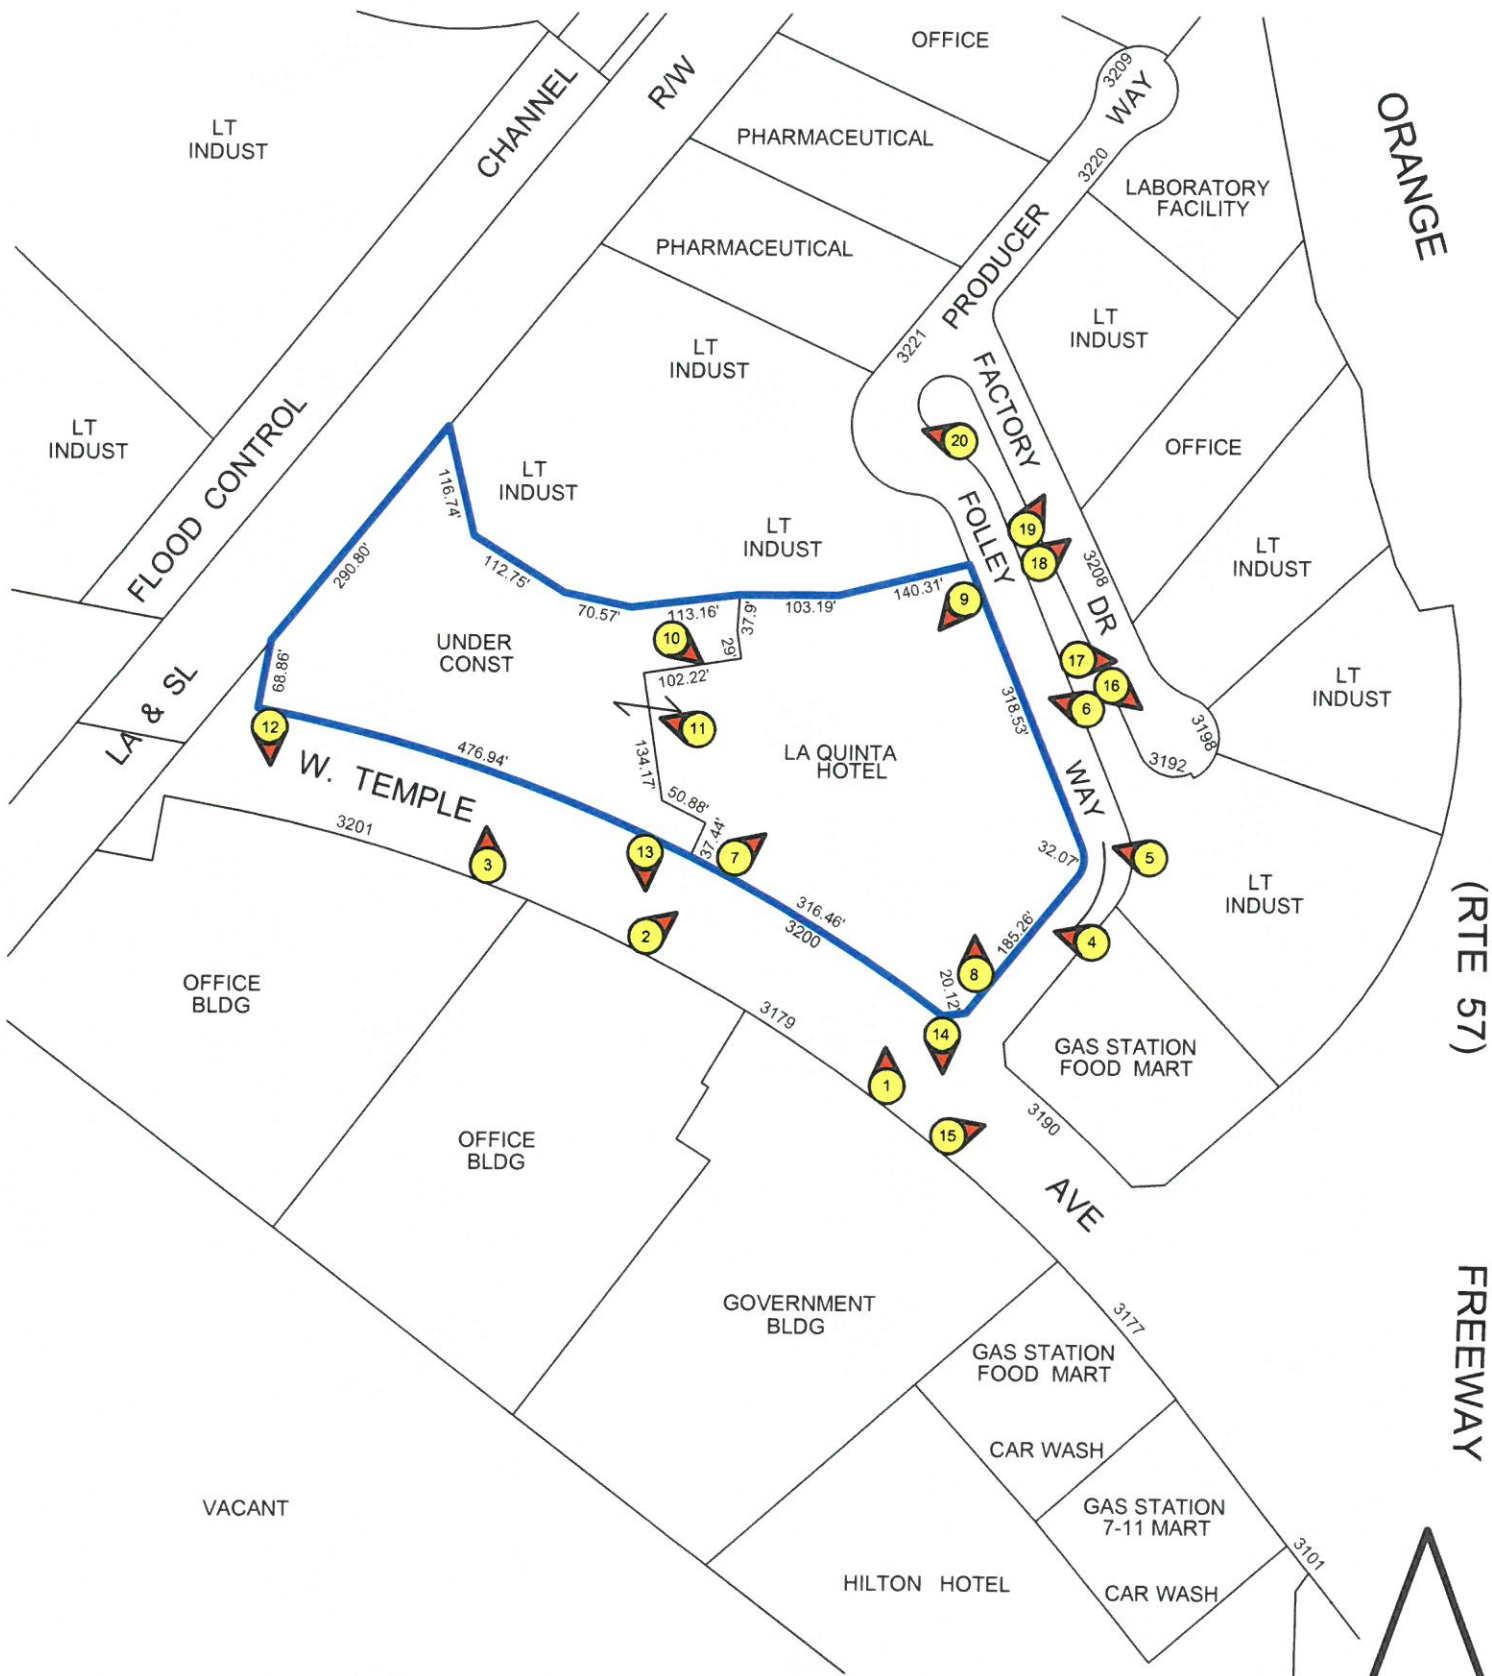 OFFICE
3209
WAY
CHANNEL
R/W
ORANGE
LT
INDUST
PHARMACEUTICAL
3220
LABORATORY
FACILITY
PHARMACEUTICAL
PRODUCER
LT
INDUST
3221
LT
INDUST
FACTORY
LT
INDUST
FLOOD CONTROL
20
OFFICE
116.74'
LT
INDUST
FOLLEY
19
LT
INDUST
290.80'
112.75'
18
3208
LT
INDUST
70.57'
113.16'
103.19'
140.31'
9
DR
37.9'
10
29'
UNDER
CONST
68.86'
102.22'
17
16
6
LT
INDUST
318.53'
LA & SL
12
11
3198
476.94'
134.17'
LA QUINTA
HOTEL
3192
W. TEMPLE
50.88'
WAY
3201
37.44'
3
13
7
32.07'
5
LT
INDUST
(RTE 57)
316.46'
3200
2
185.26'
4
OFFICE
BLDG
8
20.12'
3179
14
GAS STATION
FOOD MART
1
3190
15
OFFICE
BLDG
AVE
GOVERNMENT
BLDG
3177
FREEWAY
GAS STATION
FOOD MART
CAR WASH
VACANT
GAS STATION
7-11 MART
3101
HILTON HOTEL
CAR WASH